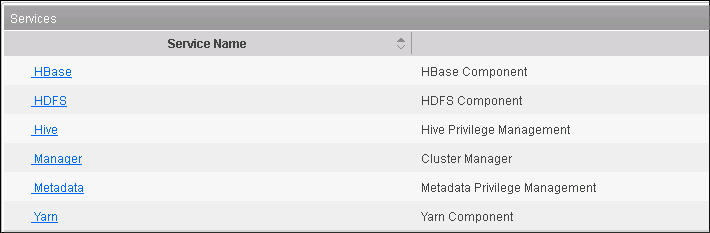 Services
Service Name
HBase HBase Component
HDFS HDFS Component
Hive Hive Privilege Management
Manager Cluster Manager
Metadata Metadata Privilege Management
Yarn Yarn Component